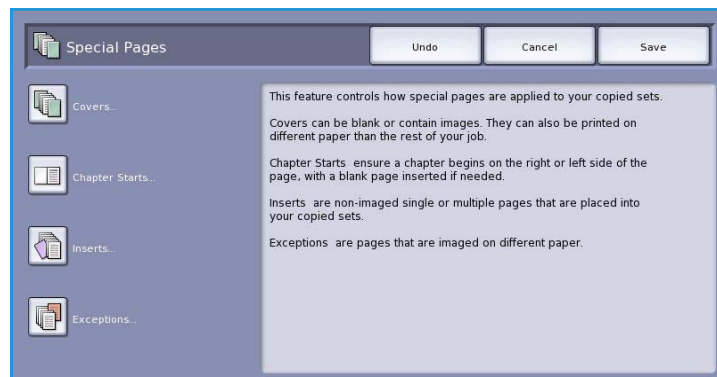 Special Pages
Undo
Cancel
Save
Covers...
Chapter Starts...
Inserts...
Exceptions...
This feature controls how special pages are applied to your copied sets.
Covers can be blank or contain images. They can also be printed on
different paper than the rest of your job.
Chapter Starts ensure a chapter begins on the right or left side of the
page, with a blank page inserted if needed.
Inserts are non-imaged single or multiple pages that are placed into
your copied sets.
Exceptions are pages that are imaged on different paper.